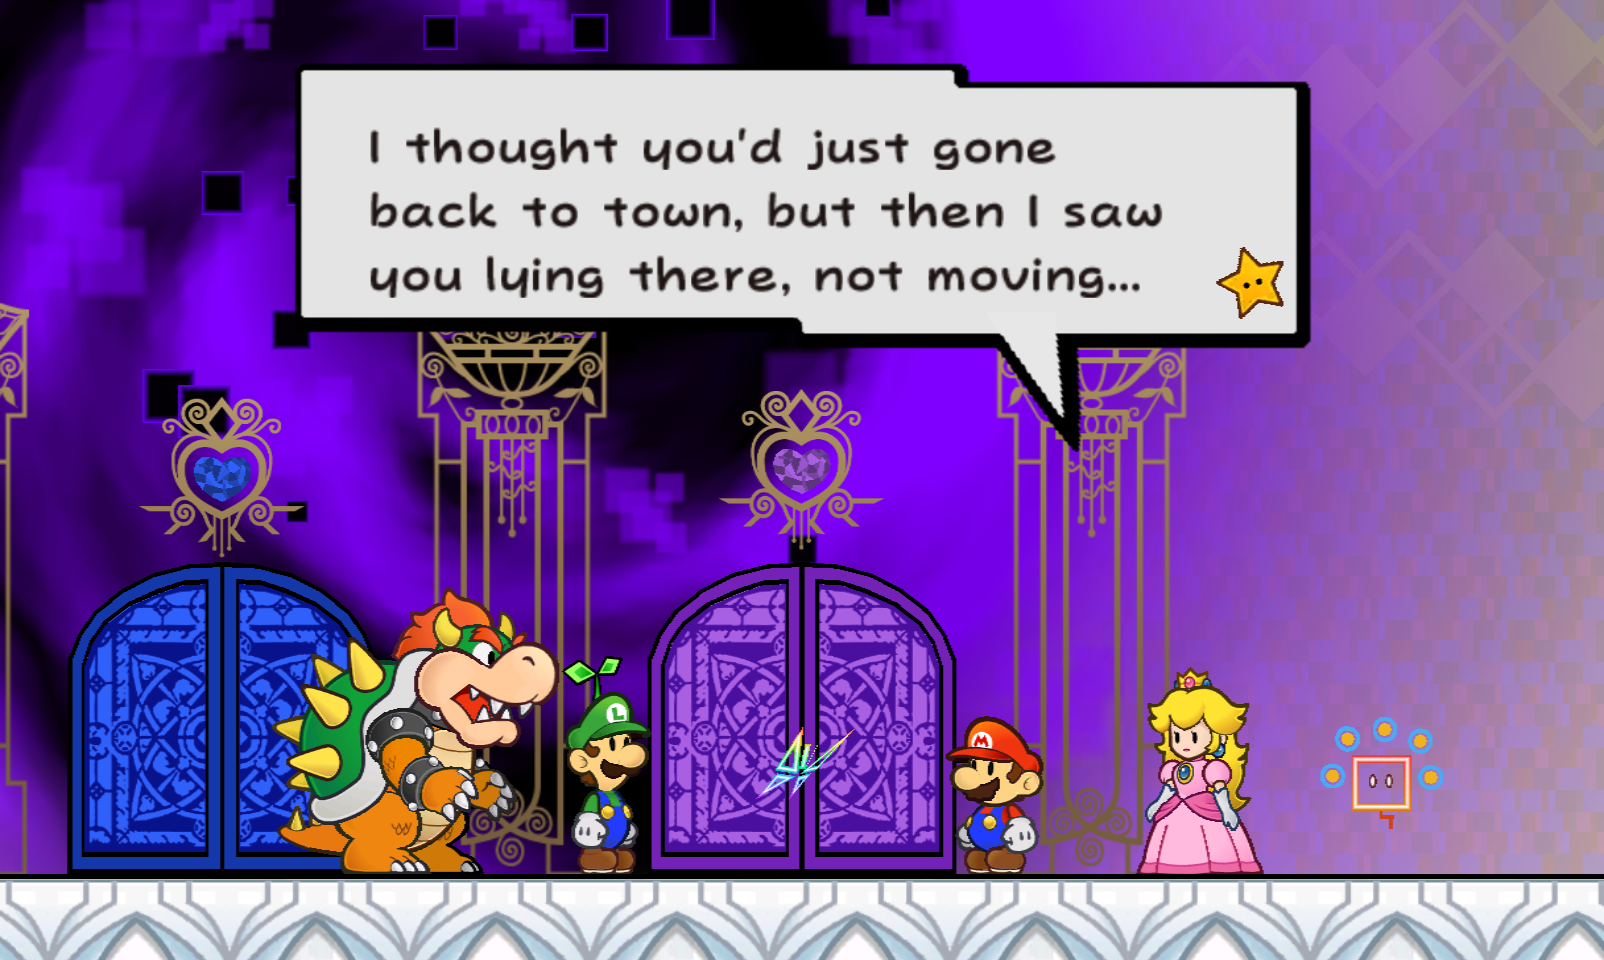 I thought you'd just gone
back to town, but then I saw
you lying there, not moving...
L
M